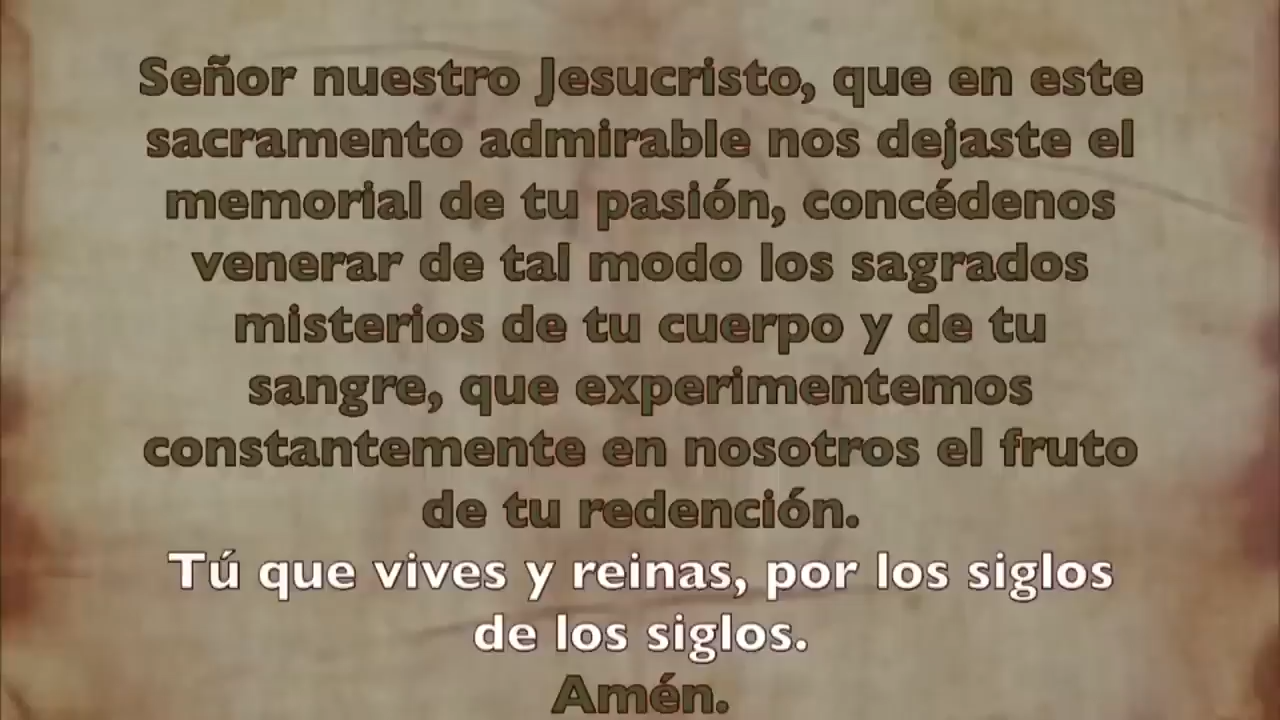 Señor nuestro Jesucristo, que en este
sacramento admirable nos dejaste el
memorial de tu pasión, concédenos
venerar de tal modo los sagrados
misterios de tu cuerpo y de tu
sangre, que experimentemos
constantemente en nosotros el fruto
de tu redención.
Tú que vives y reinas, por los siglos
de los siglos.
Amén.